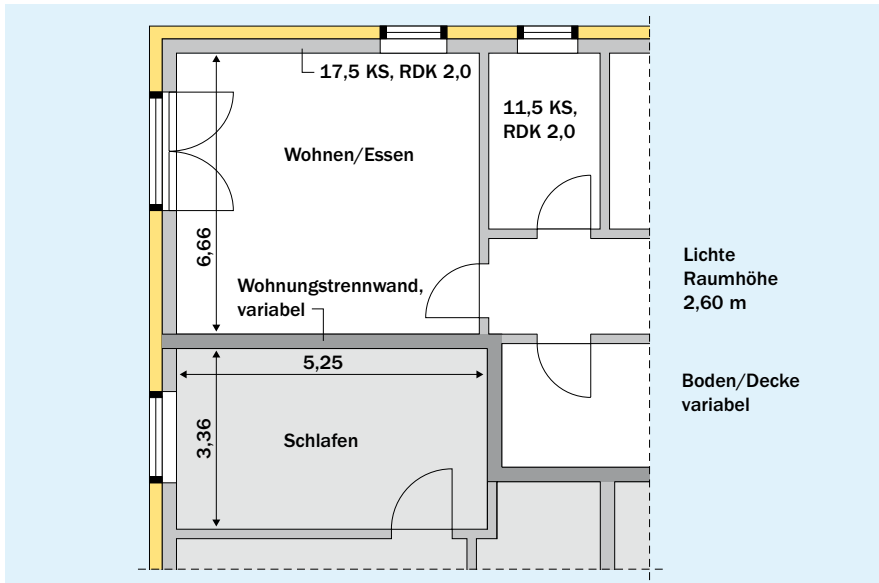 17,5 KS, RDK 2,0
11,5 KS,
RDK 2,0
Wohnen/Essen
6,66
Wohnungstrennwand,
variabel
Lichte
Raumhöhe
2,60 m
5,25
Boden/Decke
variabel
3,36
Schlafen